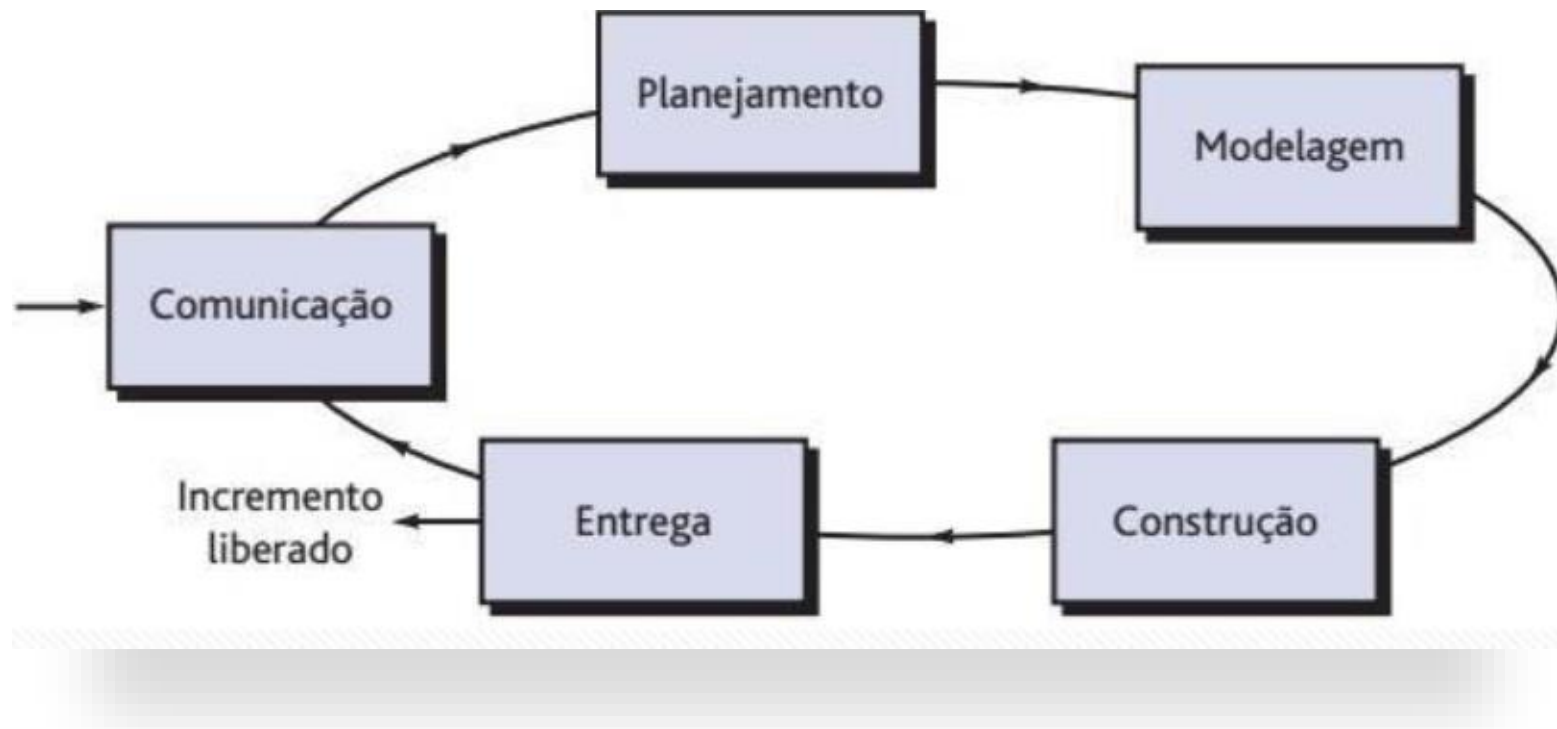 Planejamento
Modelagem
Comunicação
Incremento
liberado
Entrega
Construção